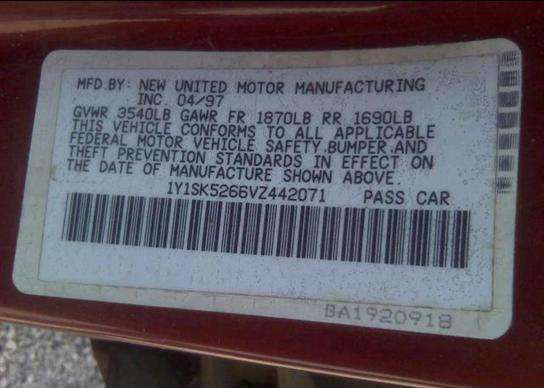 MFD.BY: NEW UNITED MOTOR MANUFACTURING
INC. 04/97
GVWR 3540LB GAWR FR 1870LB RR 1690LB
THIS VEHICLE CONFORMS TO ALL APPLICABLE
FEDERAL MOTOR VEHICLE SAFETY,BUMPER,AND
THEFT PREVENTION STANDARDS IN EFFECT ON
THE DATE OF MANUFACTURE SHOWN ABOVE.
1Y1SK5266VZ442071 PASS CAR
BA1920918